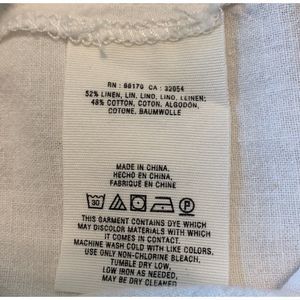 RN : 66170 CA : 32054
52% LINEN, LIN, LINO, LINO, LEINEN;
48% COTTON, COTON, ALGODÓN,
COTONE, BAUMWOLLE
MADE IN CHINA.
HECHO EN CHINA.
FABRIQUÉ EN CHINE
30 P
THIS GARMENT CONTAINS DYE WHICH
MAY DISCOLOR MATERIALS WITH WHICH
IT COMES IN CONTACT.
MACHINE WASH COLD WITH LIKE COLORS.
USE ONLY NON-CHLORINE BLEACH.
TUMBLE DRY LOW.
LOW IRON AS NEEDED.
MAY BE DRY CLEANED